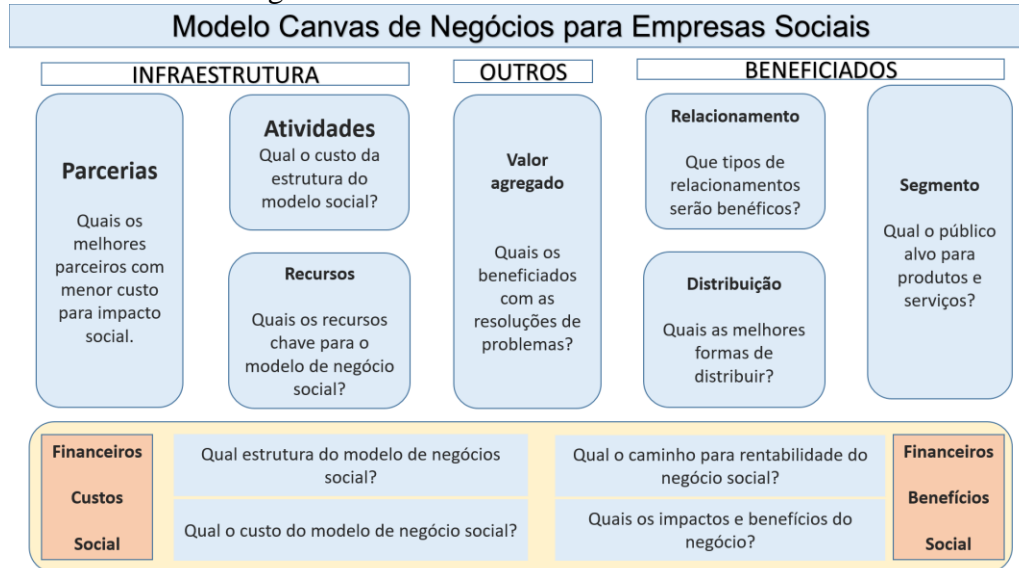 Modelo Canvas de Negócios para Empresas Sociais
INFRAESTRUTURA
OUTROS
BENEFICIADOS
Parcerias
Quais os
melhores
parceiros com
menor custo
para impacto
social.
Atividades
Qual o custo da
estrutura do
modelo social?
Recursos
Quais os recursos
chave para o
modelo de negócio
social?
Valor
agregado
Quais os
beneficiados
com as
resoluções de
problemas?
Relacionamento
Que tipos de
relacionamentos
serão benéficos?
Distribuição
Quais as melhores
formas de
distribuir?
Segmento
Qual o público
alvo para
produtos e
serviços?
Financeiros
Custos
Social
Qual estrutura do modelo de negócios
social?
Qual o custo do modelo de negócio social?
Qual o caminho para rentabilidade do
negócio social?
Quais os impactos e benefícios do
negócio?
Financeiros
Benefícios
Social